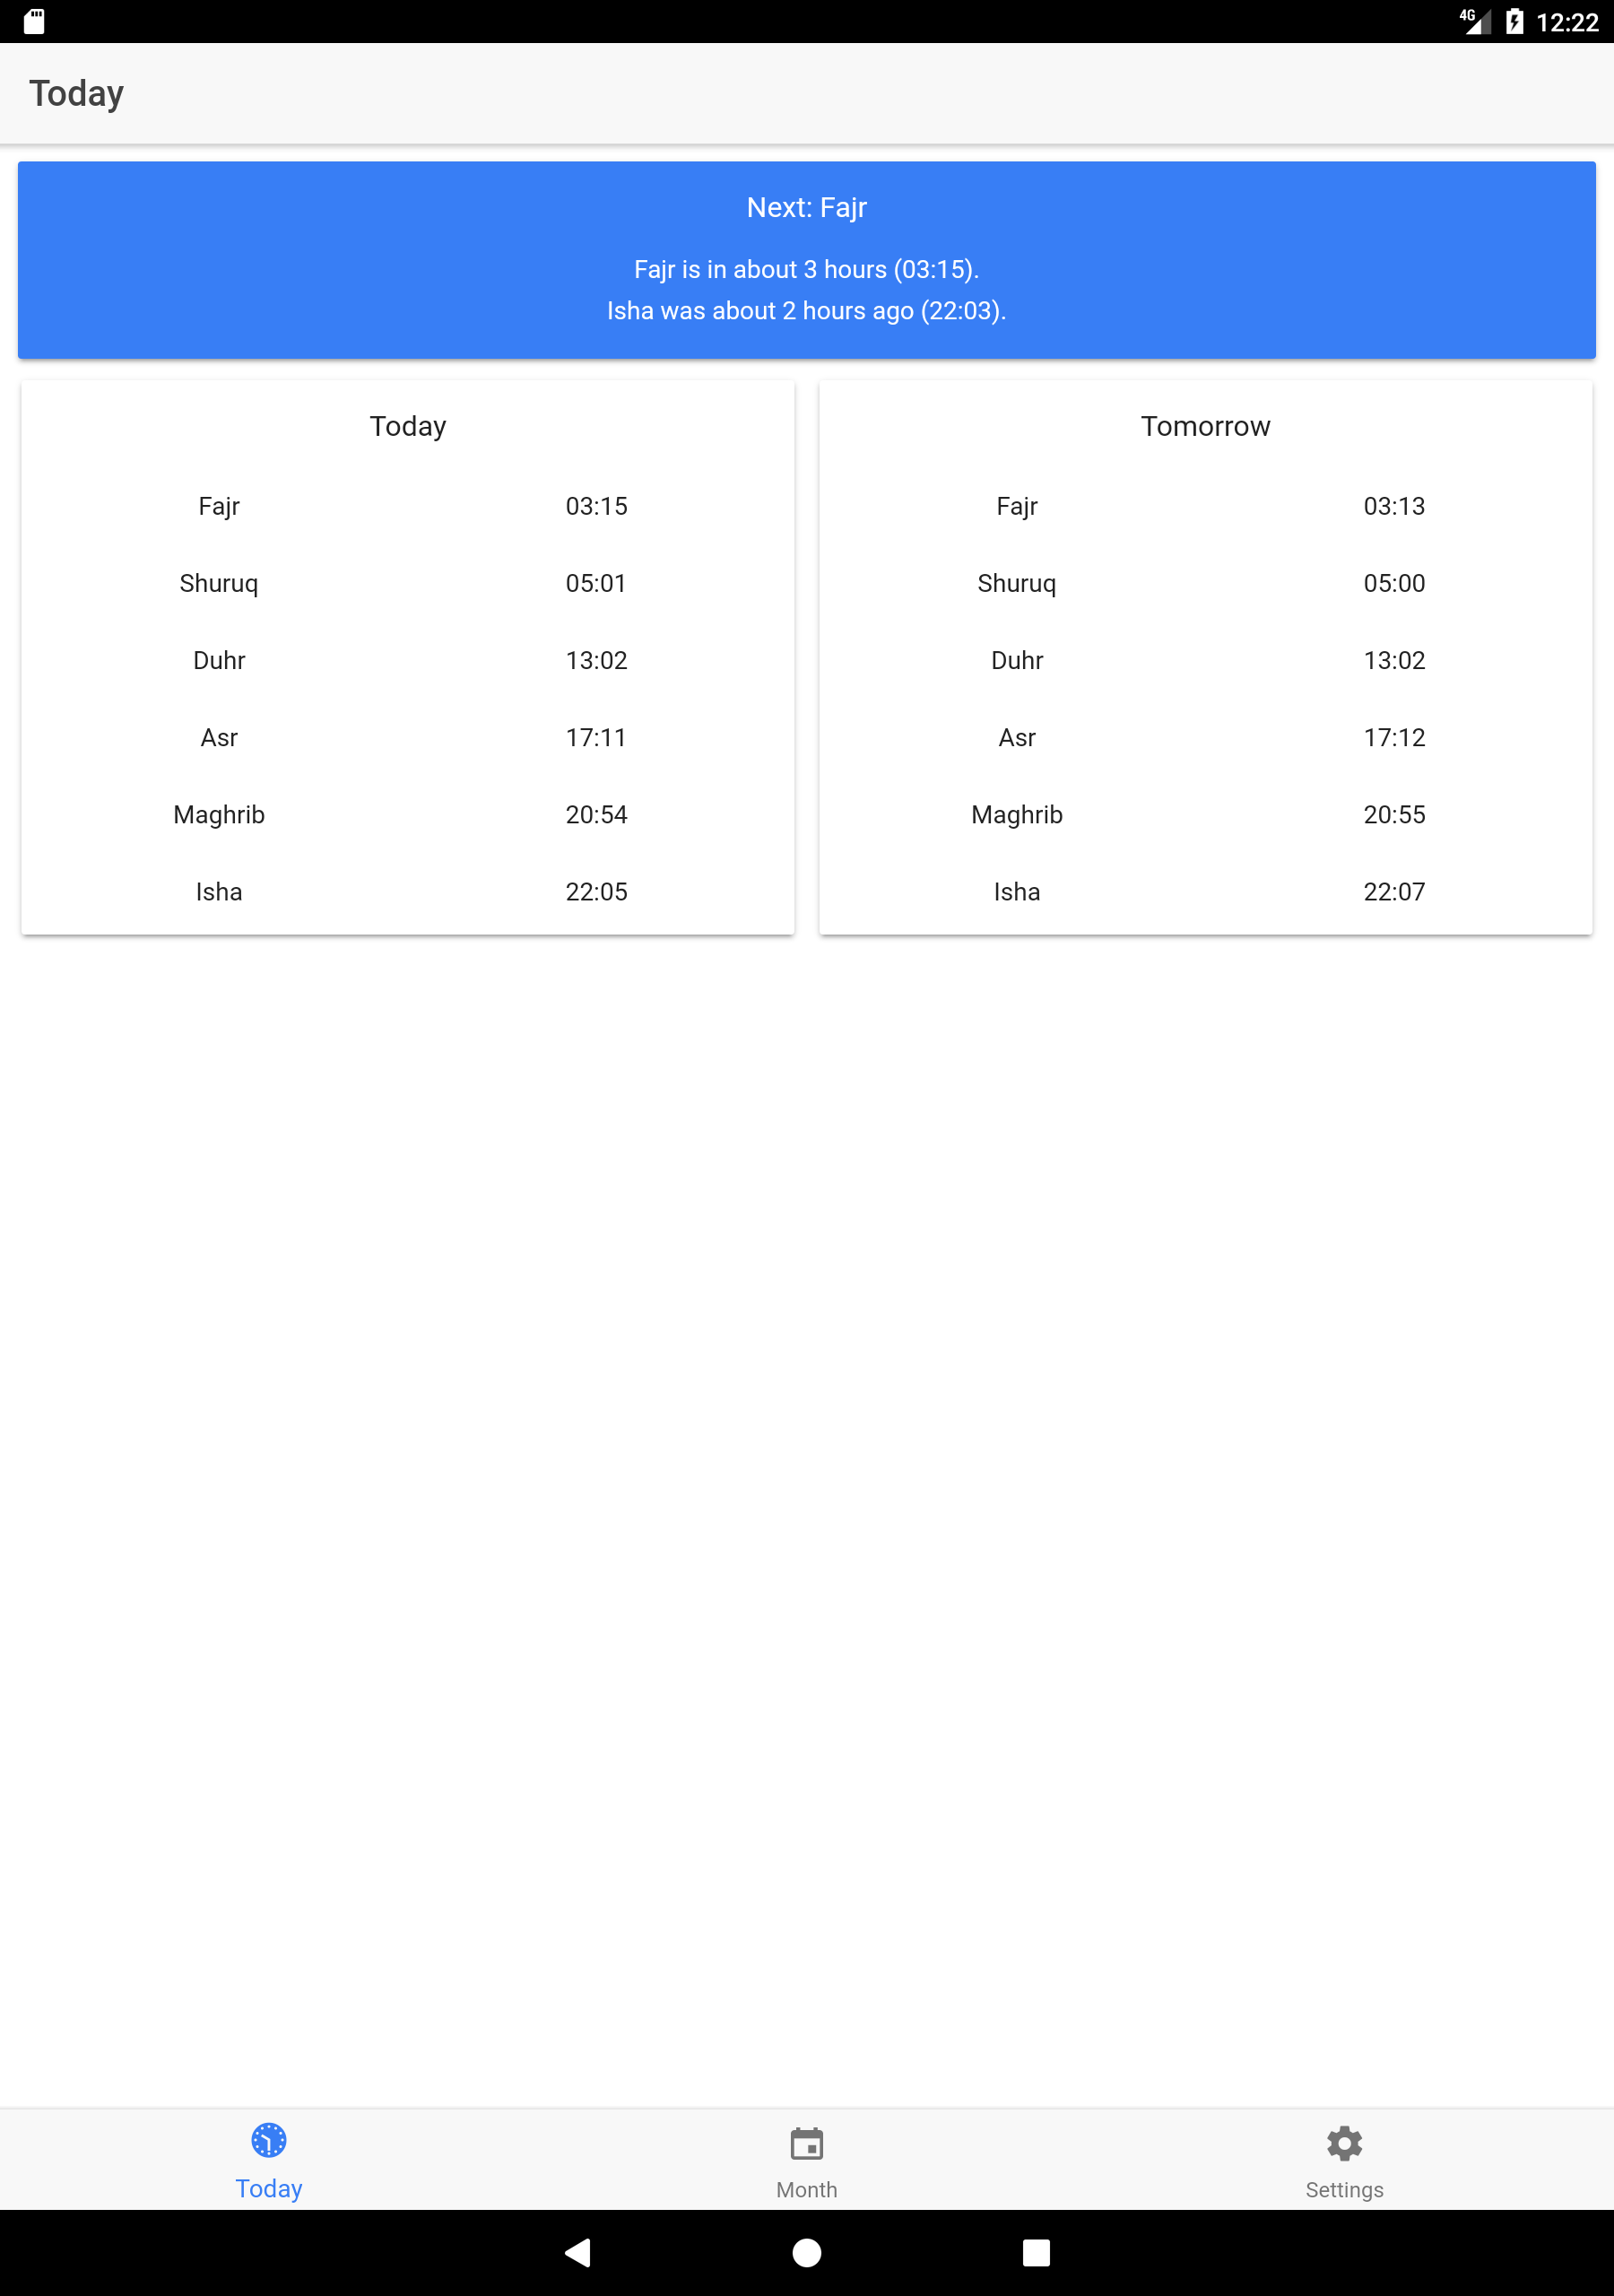 4G 12:22
Today
Next: Fajr
Fajr is in about 3 hours (03:15).
Isha was about 2 hours ago (22:03).
Today
Fajr 03:15
Shuruq 05:01
Duhr 13:02
Asr 17:11
Maghrib 20:54
Isha 22:05
Tomorrow
Fajr 03:13
Shuruq 05:00
Duhr 13:02
Asr 17:12
Maghrib 20:55
Isha 22:07
Today Month Settings